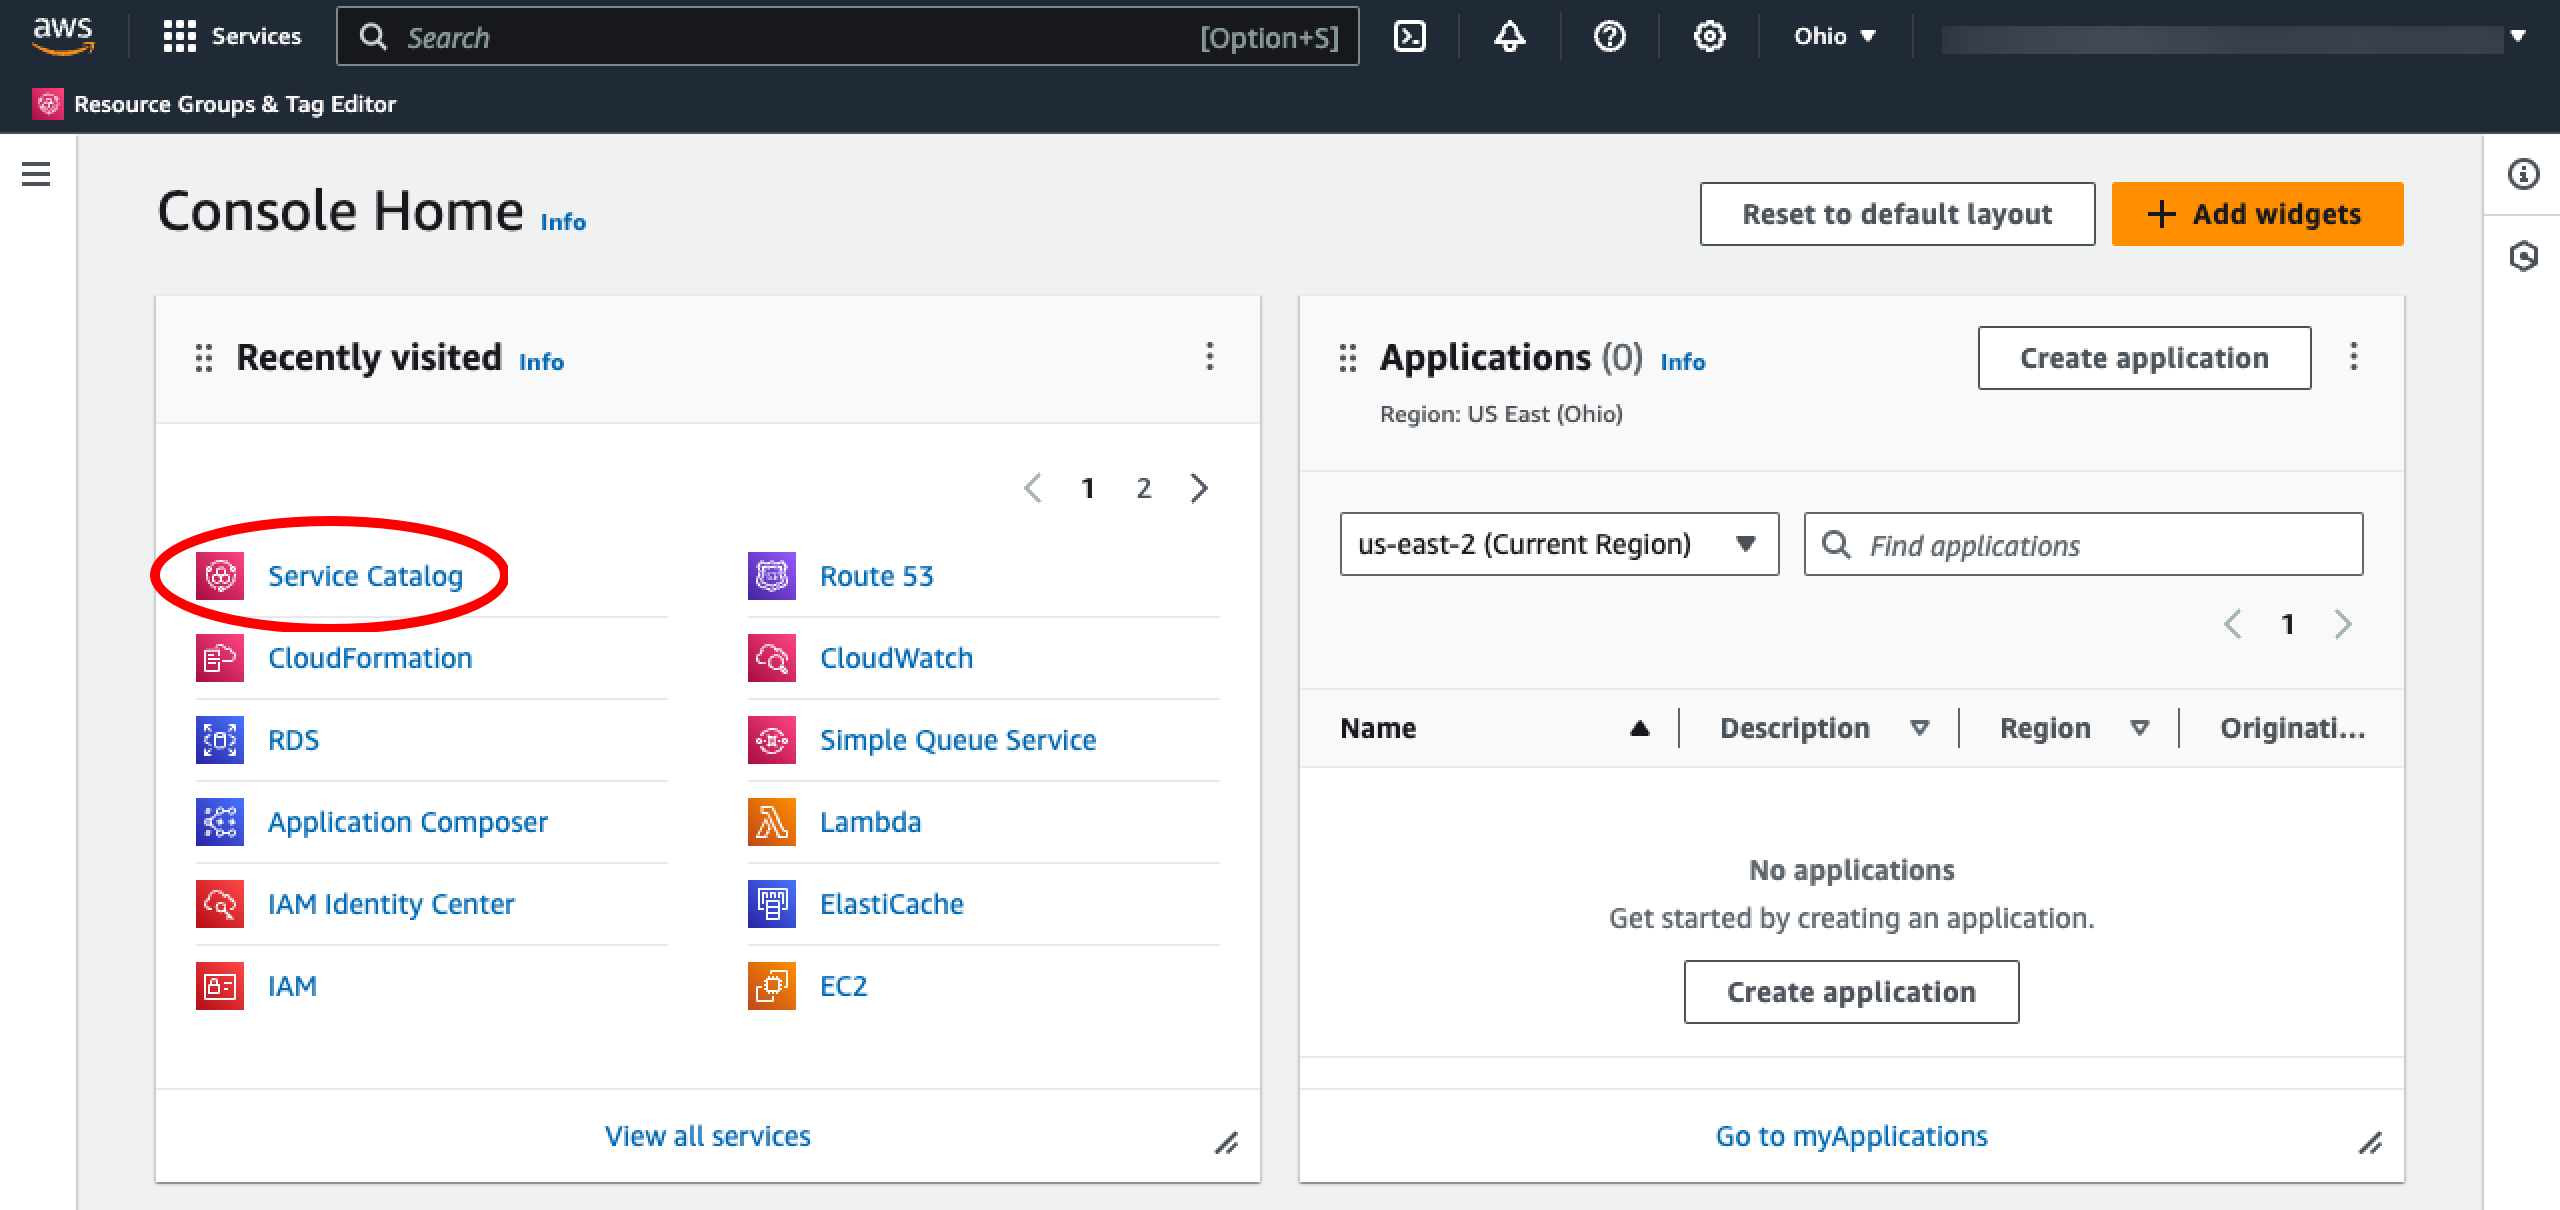 aws
Services
Search [Option+S]
Ohio
Resource Groups & Tag Editor
Console Home Info
Reset to default layout
Add widgets
Recently visited Info
1 2
Service Catalog
CloudFormation
RDS
Application Composer
IAM Identity Center
IAM
Route 53
CloudWatch
Simple Queue Service
Lambda
ElastiCache
EC2
View all services
Applications (0) Info
Create application
Region: US East (Ohio)
us-east-2 (Current Region)
Find applications
1
Name Description Region Originati...
No applications
Get started by creating an application.
Create application
Go to myApplications